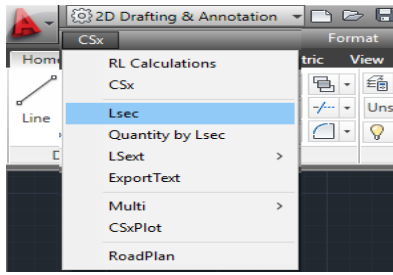 2D Drafting & Annotation
CSx Format
Hom tric View
RL Calculations
CSx
Lsec
Quantity by Lsec
LSext >
ExportText
Multi >
CSxPlot
RoadPlan
Line
Uns
D